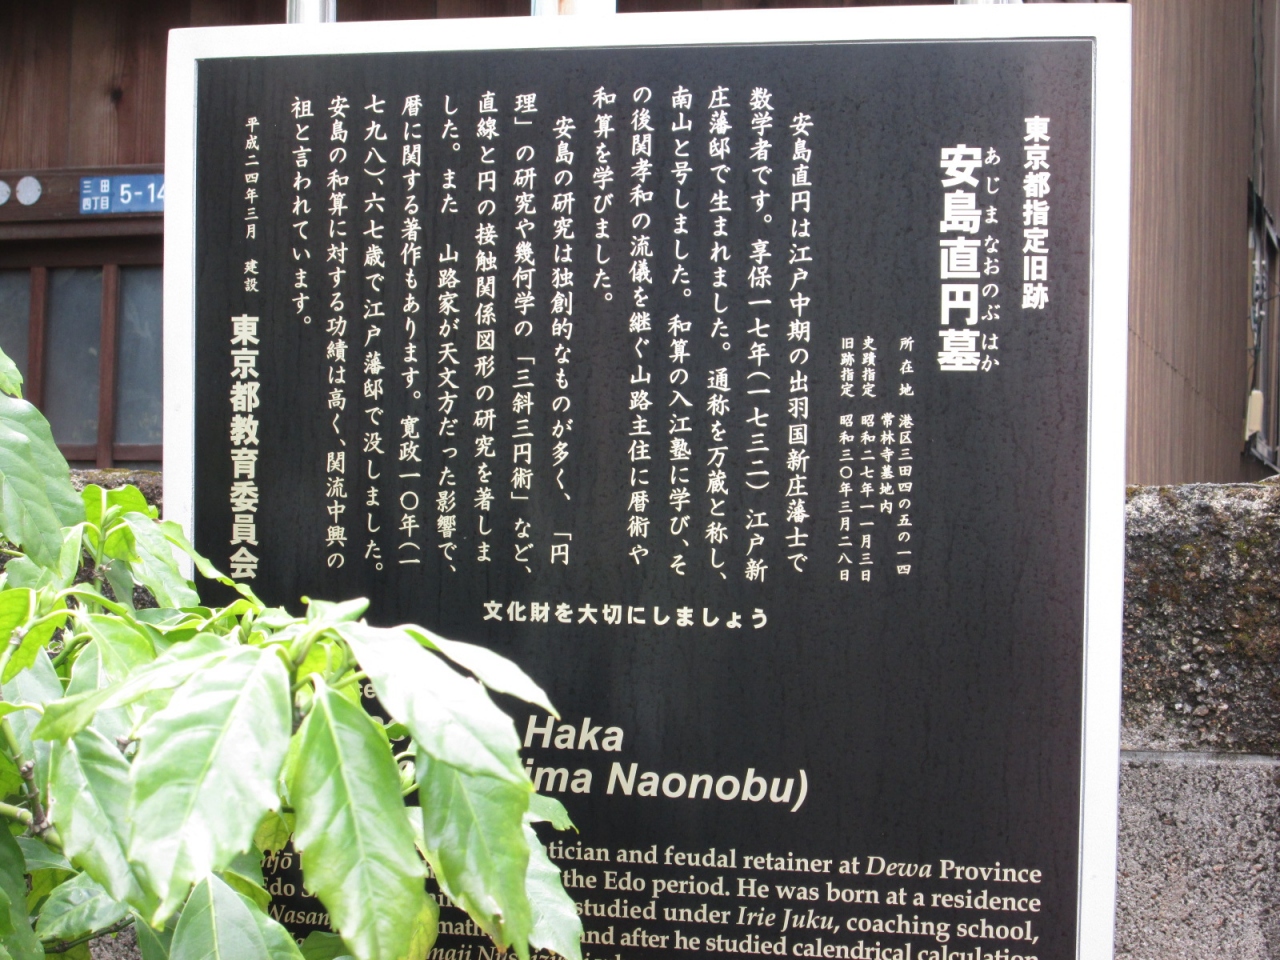 東京都指定旧跡
安島直円墓
あじまなおのぶはか
所在地 港区三田四の五の一四
常林寺墓地内
史蹟指定 昭和二七年一一月三日
旧跡指定 昭和三〇年三月二八日
安島直円は江戸中期の出羽国新庄藩士で
数学者です。享保一七年(一七三二)江戸新
庄藩邸で生まれました。通称を万蔵と称し、
南山と号しました。和算の入江塾に学び、そ
の後関孝和の流儀を継ぐ山路主住に暦術や
和算を学びました。
安島の研究は独創的なものが多く、「円
理」の研究や幾何学の「三斜三円術」など、
直線と円の接触関係図形の研究を著しま
した。また 山路家が天文方だった影響で、
暦に関する著作もあります。寛政一〇年(一
七九八)、六七歳で江戸藩邸で没しました。
安島の和算に対する功績は高く、関流中興の
祖と言われています。
平成二四年三月 建設
東京都教育委員会
文化財を大切にしましょう
Haka
Naonobu)
and feudal retainer at Dewa Province
the Edo period. He was born at a residence
studied under Irie Juku, coaching school,
and after he studied calendrical calculation
三田
四丁目
5-14